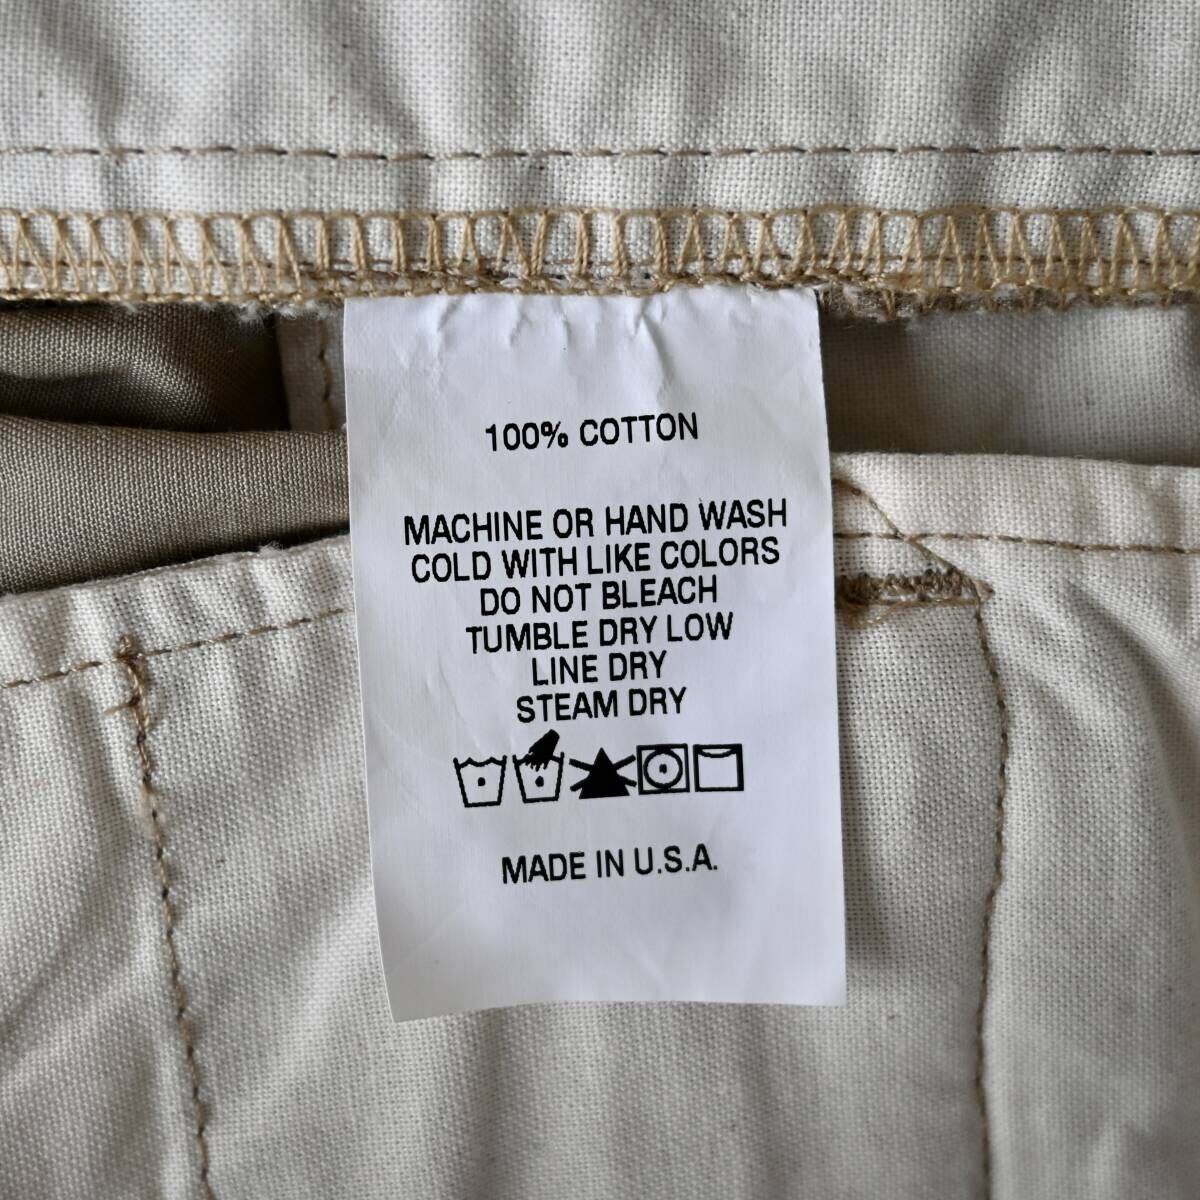 100% COTTON
MACHINE OR HAND WASH
COLD WITH LIKE COLORS
DO NOT BLEACH
TUMBLE DRY LOW
LINE DRY
STEAM DRY
MADE IN U.S.A.